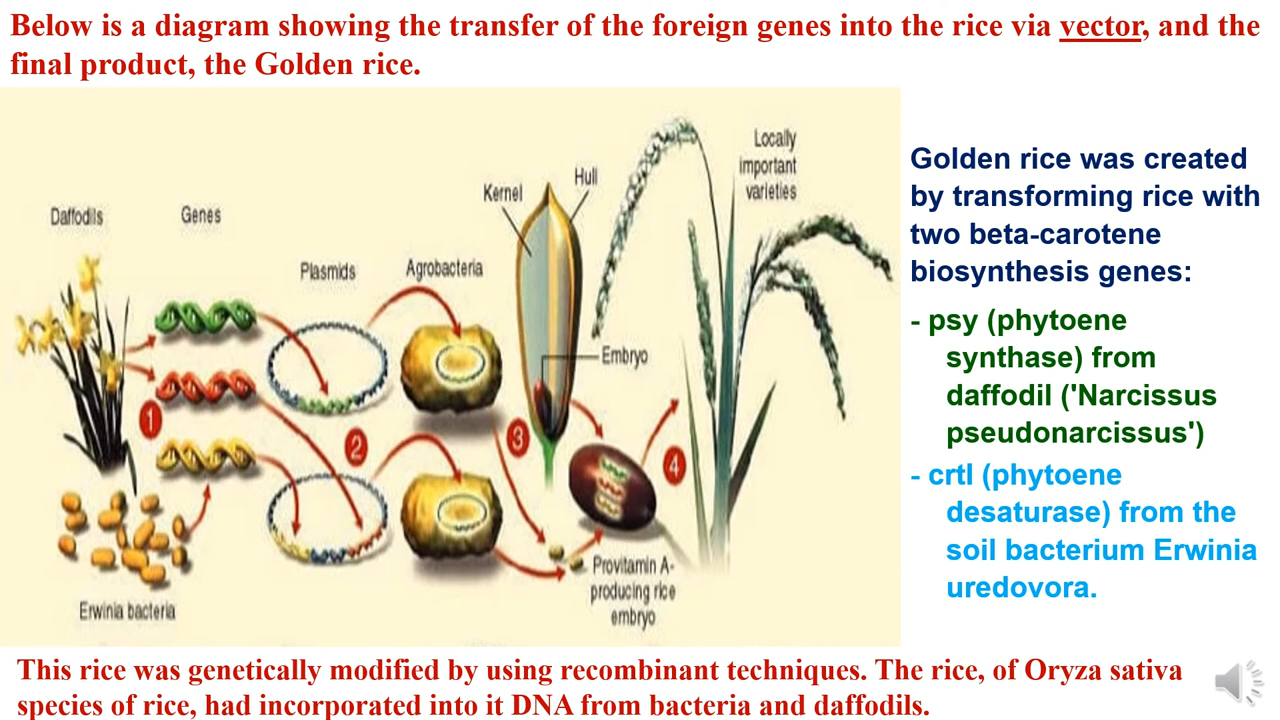 Below is a diagram showing the transfer of the foreign genes into the rice via vector, and the
final product, the Golden rice.
Daffodils
Genes
Plasmids
Agrobacteria
Kernel
Hull
Locally
important
varieties
Embryo
1
2
3
4
Erwinia bacteria
Provitamin A-
producing rice
embryo
Golden rice was created
by transforming rice with
two beta-carotene
biosynthesis genes:
- psy (phytoene
synthase) from
daffodil ('Narcissus
pseudonarcissus')
- crtI (phytoene
desaturase) from the
soil bacterium Erwinia
uredovora.
This rice was genetically modified by using recombinant techniques. The rice, of Oryza sativa
species of rice, had incorporated into it DNA from bacteria and daffodils.